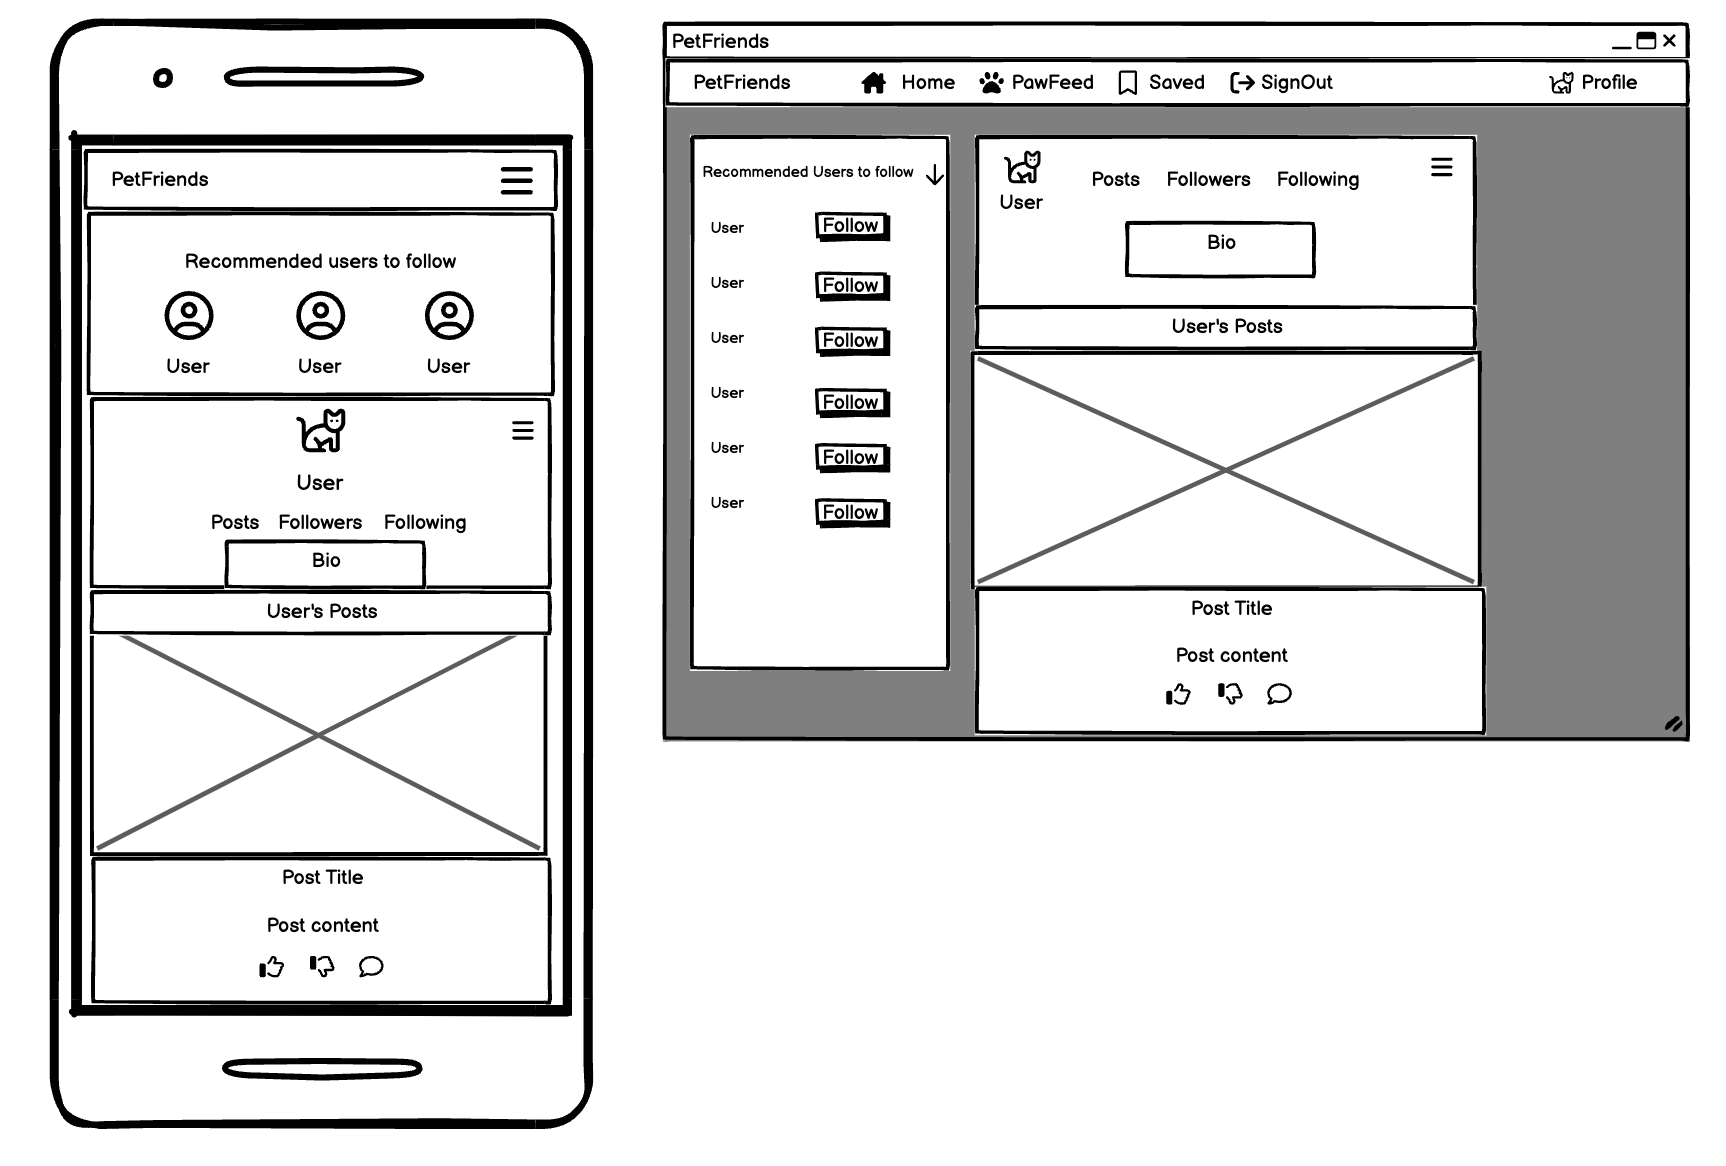 PetFriends
Recommended users to follow
User User User
User
Posts Followers Following
Bio
User's Posts
Post Title
Post content
PetFriends
PetFriends Home PawFeed Saved SignOut Profile
Recommended Users to follow
User Follow
User Follow
User Follow
User Follow
User Follow
User Follow
User
Posts Followers Following
Bio
User's Posts
Post Title
Post content